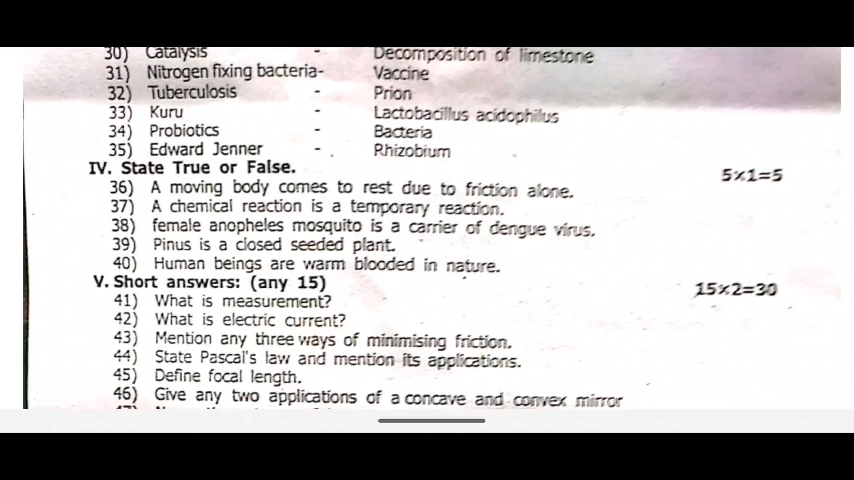 30) Catalysis - Decomposition of limestone
31) Nitrogen fixing bacteria- Vaccine
32) Tuberculosis - Prion
33) Kuru - Lactobacillus acidophilus
34) Probiotics - Bacteria
35) Edward Jenner - Rhizobium
IV. State True or False. 5×1=5
36) A moving body comes to rest due to friction alone.
37) A chemical reaction is a temporary reaction.
38) female anopheles mosquito is a carrier of dengue virus.
39) Pinus is a closed seeded plant.
40) Human beings are warm blooded in nature.
V. Short answers: (any 15) 15×2=30
41) What is measurement?
42) What is electric current?
43) Mention any three ways of minimising friction.
44) State Pascal's law and mention its applications.
45) Define focal length.
46) Give any two applications of a concave and convex mirror